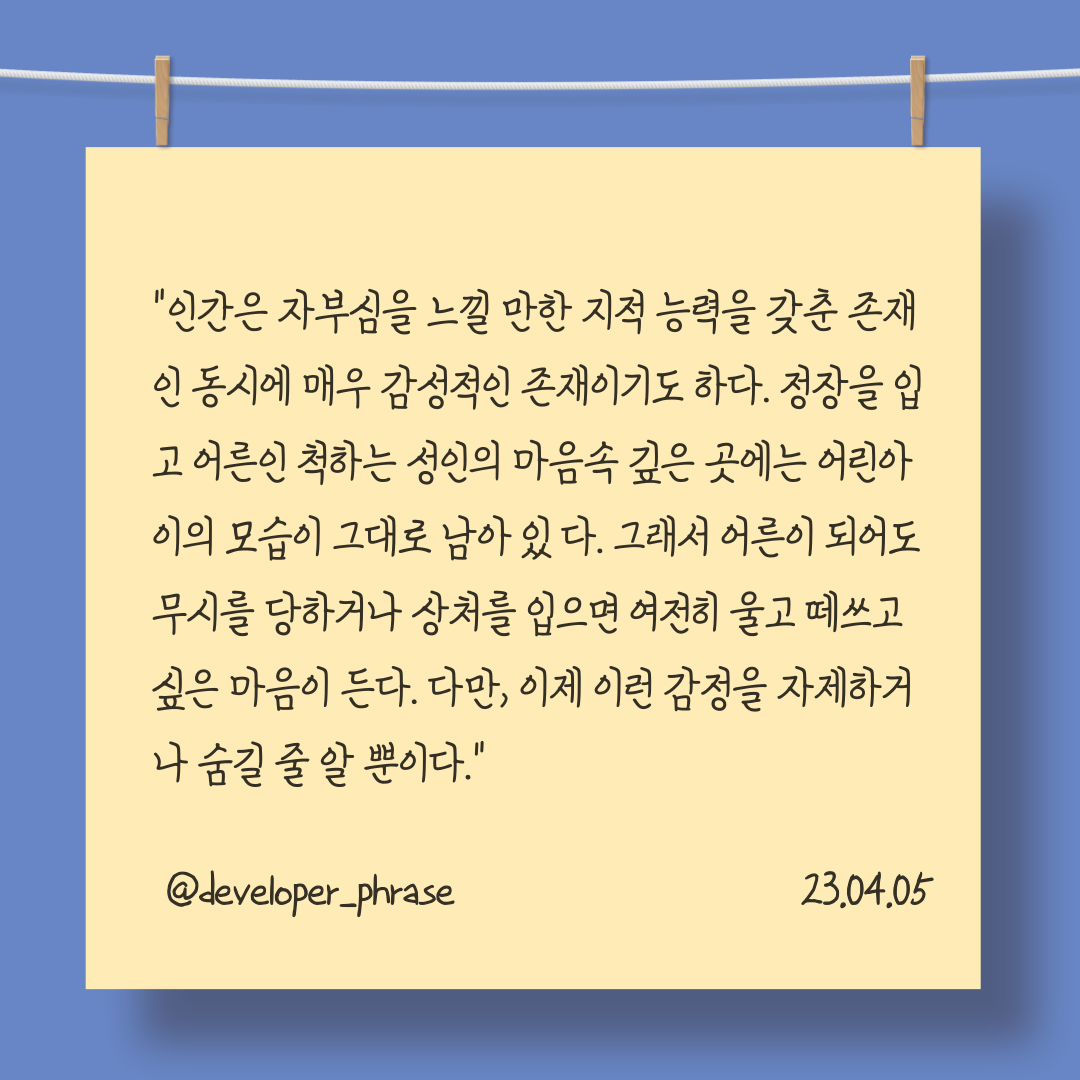 "인간은 자부심을 느낄 만한 지적 능력을 갖춘 존재
인 동시에 매우 감성적인 존재이기도 하다. 정장을 입
고 어른인 척하는 성인의 마음속 깊은 곳에는 어린아
이의 모습이 그대로 남아 있 다. 그래서 어른이 되어도
무시를 당하거나 상처를 입으면 여전히 울고 떼쓰고
싶은 마음이 든다. 다만, 이제 이런 감정을 자제하거
나 숨길 줄 알 뿐이다."
@developer_phrase
23.04.05